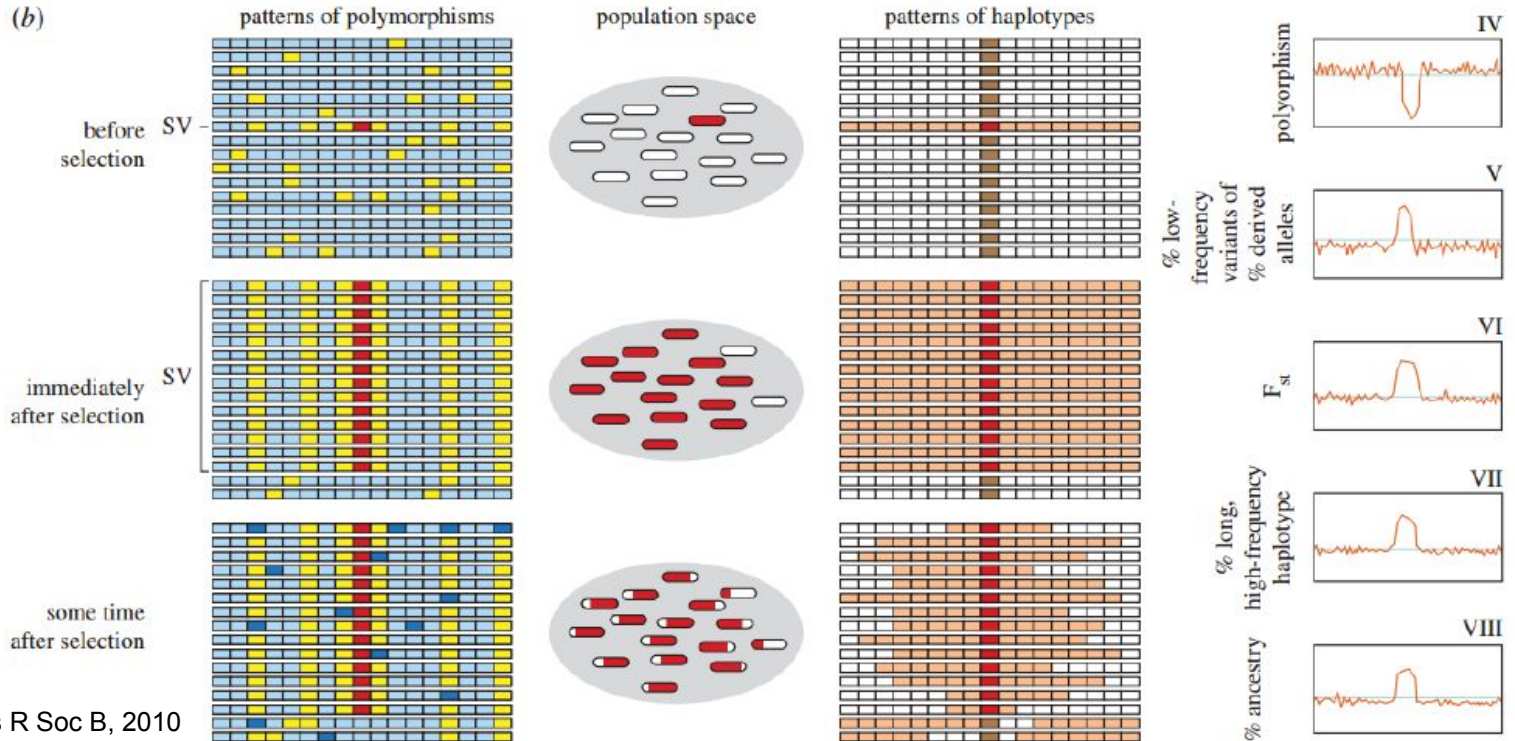 (b)
patterns of polymorphisms
population space
patterns of haplotypes
before
selection
SV
immediately
after selection
SV
some time
after selection
IV
polyorphism
V
% low-
frequency
variants of
% derived
alleles
VI
Fst
VII
% long,
high-frequency
haplotype
VIII
% ancestry
R Soc B, 2010